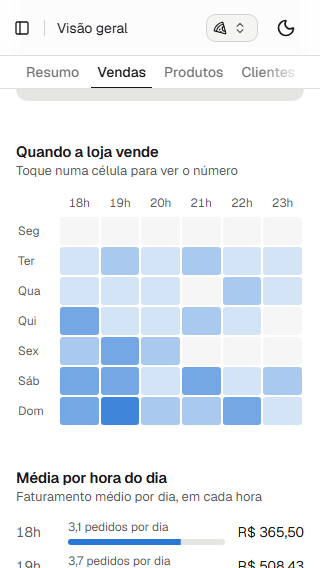 Visão geral
Resumo Vendas Produtos Clientes
Quando a loja vende
Toque numa célula para ver o número
18h 19h 20h 21h 22h 23h
Seg
Ter
Qua
Qui
Sex
Sáb
Dom
Média por hora do dia
Faturamento médio por dia, em cada hora
18h 3,1 pedidos por dia R$ 365,50
19h 3,7 pedidos por dia R$ 508,43